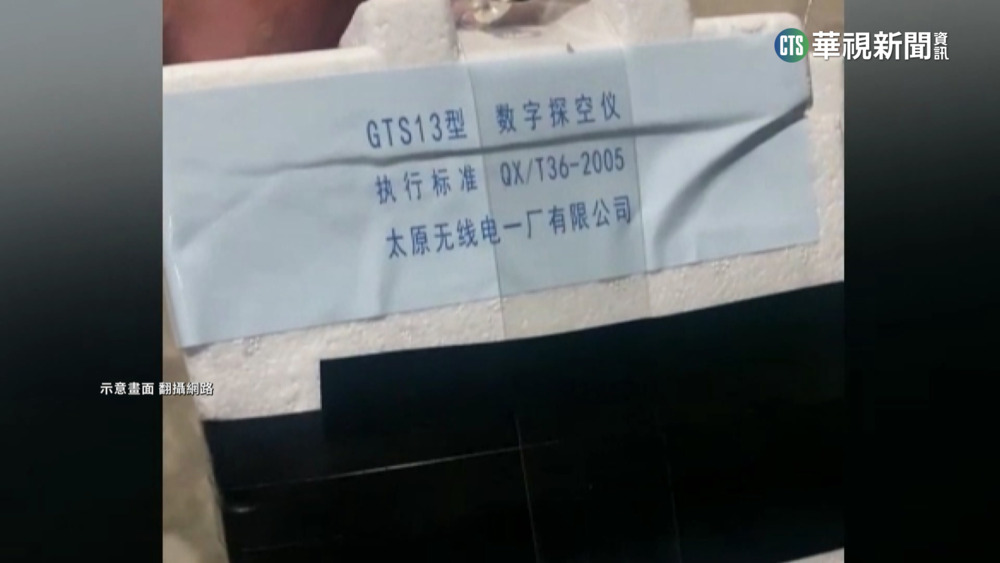 CTS 華視新聞 資訊
GTS13型 数字探空仪
执行标准 QX/T36-2005
太原无线电一厂有限公司
示意畫面 翻攝網路